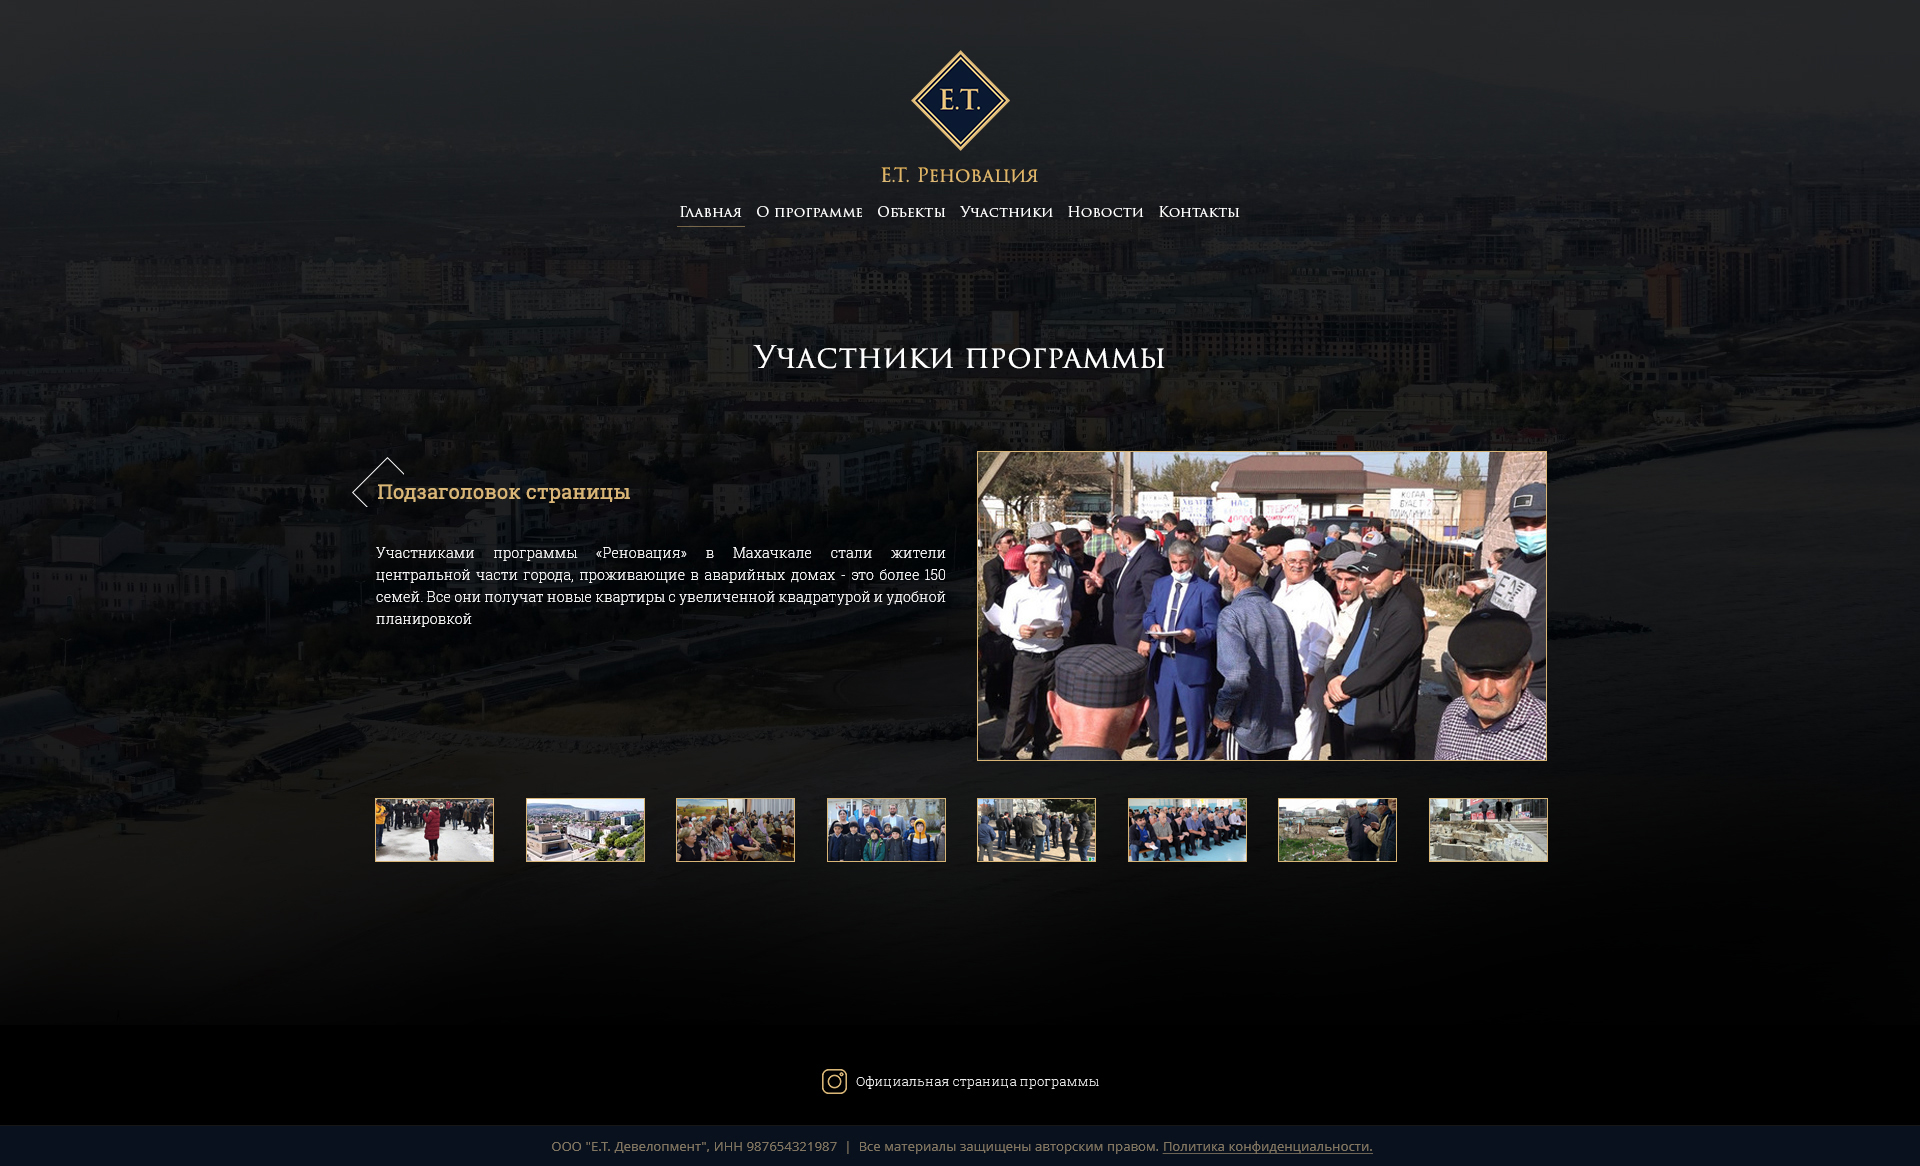 Е.Т.
Е.Т. Реновация
Главная О программе Объекты Участники Новости Контакты
Участники программы
Подзаголовок страницы
Участниками программы «Реновация» в Махачкале стали жители
центральной части города, проживающие в аварийных домах - это более 150
семей. Все они получат новые квартиры с увеличенной квадратурой и удобной
планировкой
Официальная страница программы
ООО "Е.Т. Девелопмент", ИНН 987654321987 | Все материалы защищены авторским правом. Политика конфиденциальности.